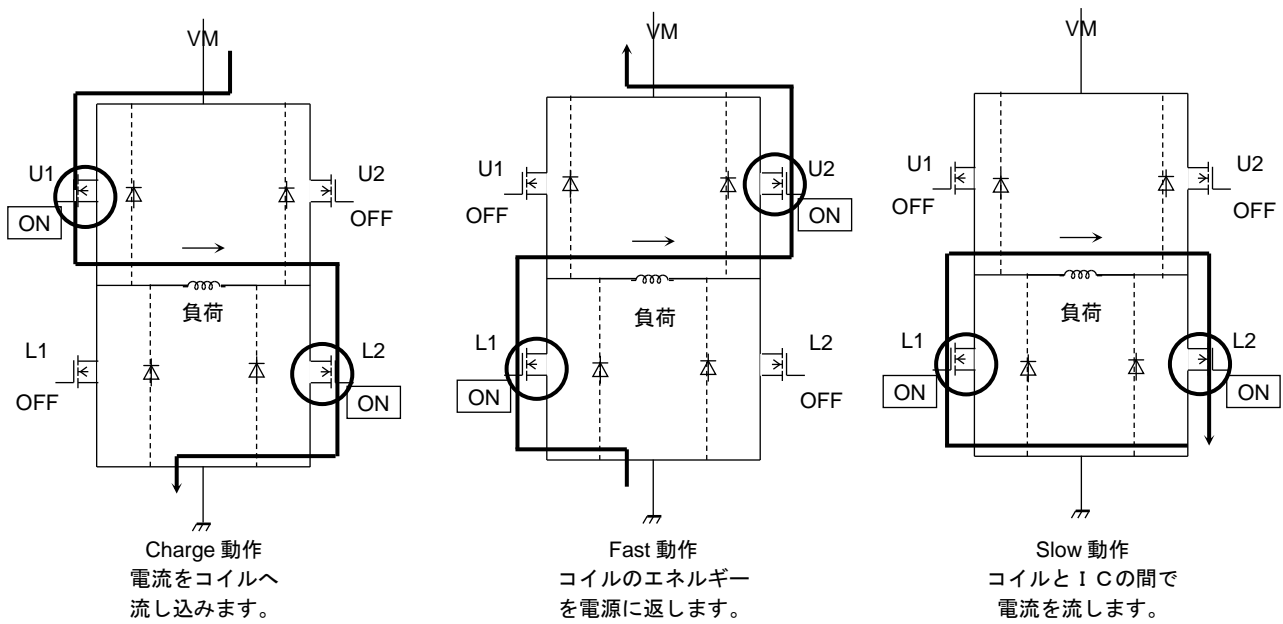 VM
U1
U2
ON
OFF
負荷
L1
L2
OFF
ON
Charge 動作
電流をコイルへ
流し込みます。
VM
U1
U2
OFF
ON
負荷
L1
L2
ON
OFF
Fast 動作
コイルのエネルギー
を電源に返します。
VM
U1
U2
OFF
OFF
負荷
L1
L2
ON
ON
Slow 動作
コイルとＩＣの間で
電流を流します。